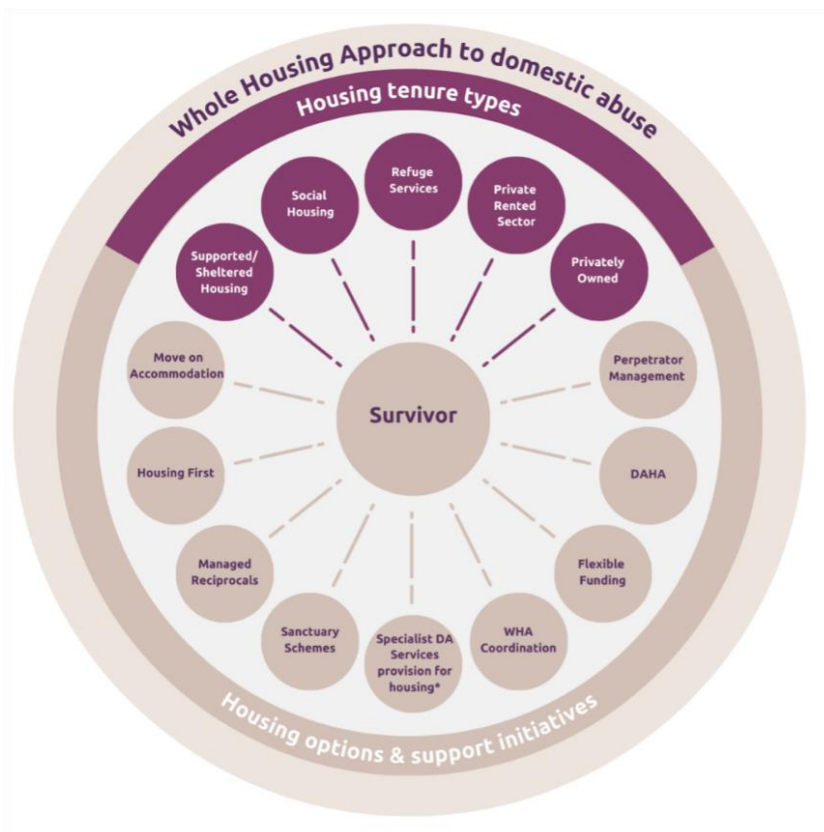 Whole Housing Approach to domestic abuse
Housing tenure types
Refuge
Services
Social
Housing
Private
Rented
Sector
Supported/
Sheltered
Housing
Privately
Owned
Move on
Accommodation
Perpetrator
Management
Survivor
Housing First
DAHA
Managed
Reciprocals
Flexible
Funding
Sanctuary
Schemes
Specialist DA
Services
provision for
housing*
WHA
Coordination
Housing options & support initiatives